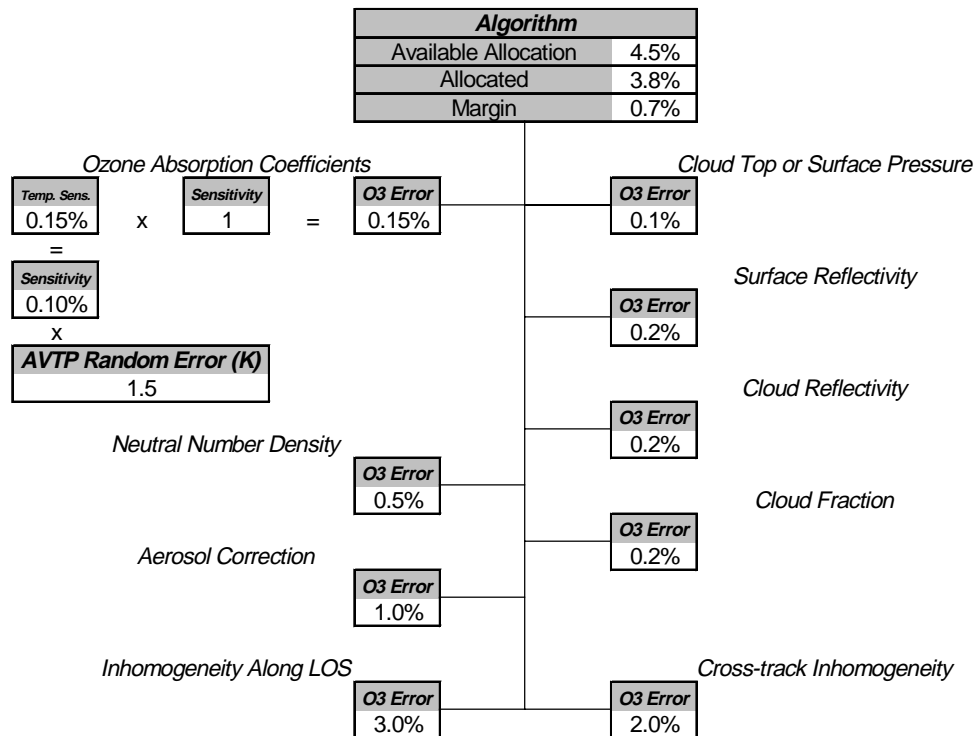 Algorithm
Available Allocation 4.5%
Allocated 3.8%
Margin 0.7%
Ozone Absorption Coefficients
Cloud Top or Surface Pressure
Temp. Sens. Sensitivity O3 Error O3 Error
0.15% x 1 = 0.15% 0.1%
=
Sensitivity
0.10%
x
AVTP Random Error (K)
1.5
Surface Reflectivity
O3 Error
0.2%
Cloud Reflectivity
O3 Error
0.2%
Neutral Number Density
O3 Error
0.5%
Cloud Fraction
O3 Error
0.2%
Aerosol Correction
O3 Error
1.0%
Inhomogeneity Along LOS
Cross-track Inhomogeneity
O3 Error O3 Error
3.0% 2.0%